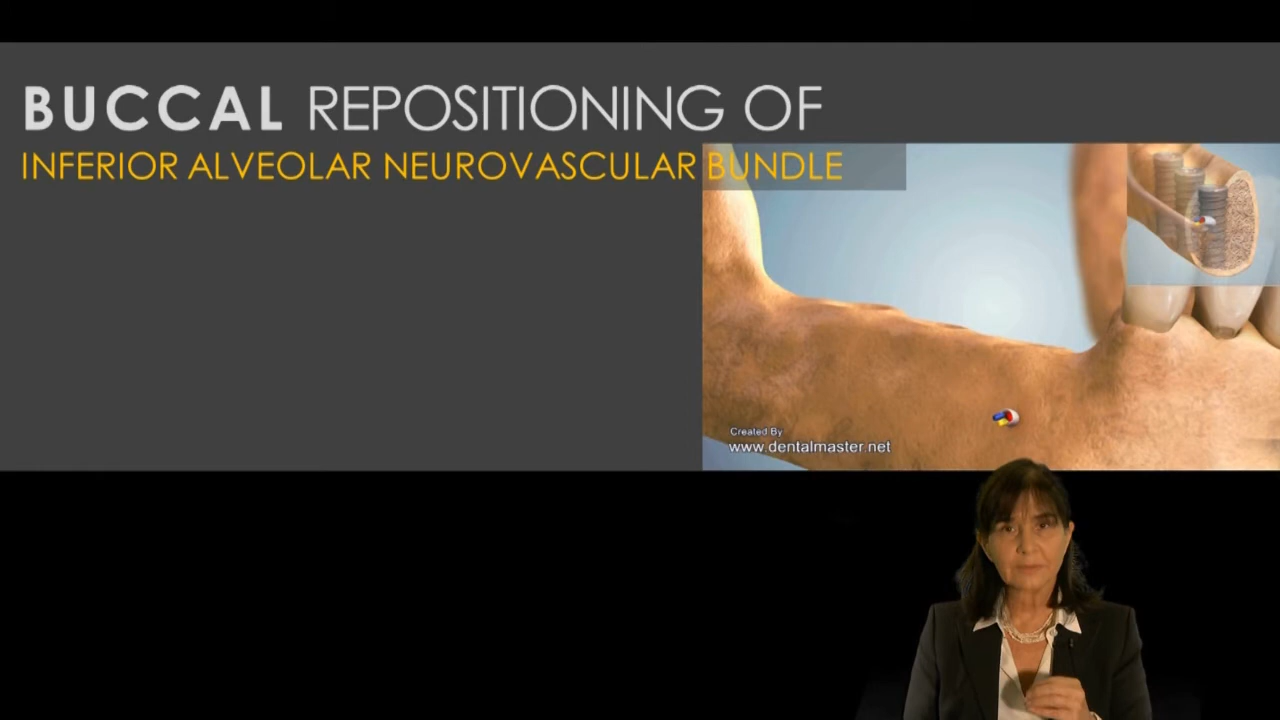 BUCCAL REPOSITIONING OF
INFERIOR ALVEOLAR NEUROVASCULAR BUNDLE
Created By
www.dentalmaster.net